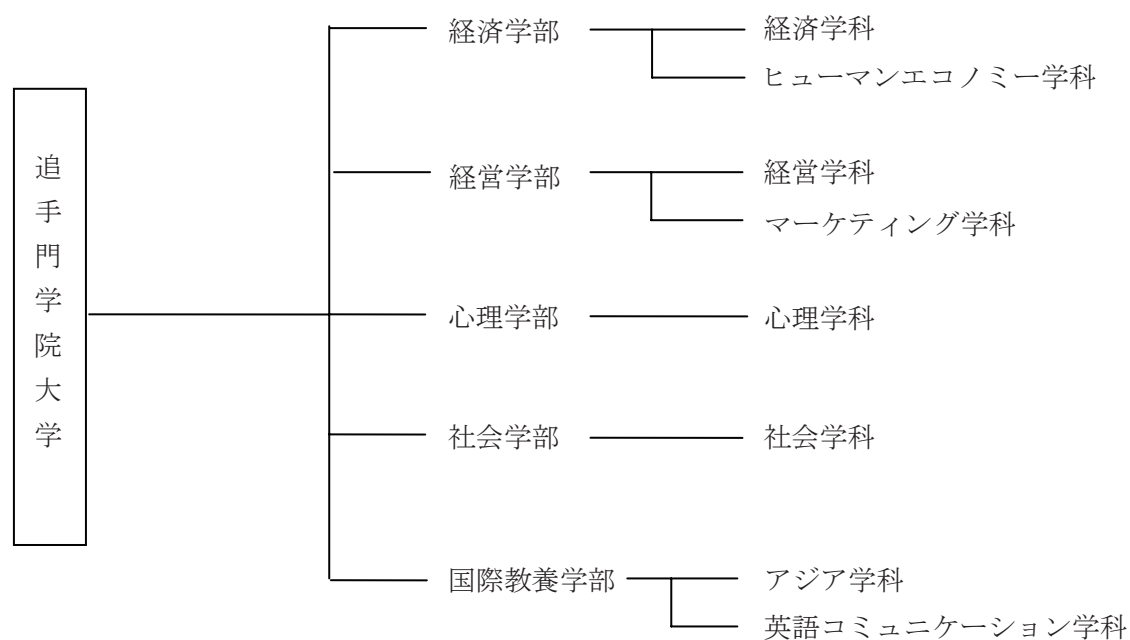 追手門学院大学
経済学部
経済学科
ヒューマンエコノミー学科
経営学部
経営学科
マーケティング学科
心理学部
心理学科
社会学部
社会学科
国際教養学部
アジア学科
英語コミュニケーション学科